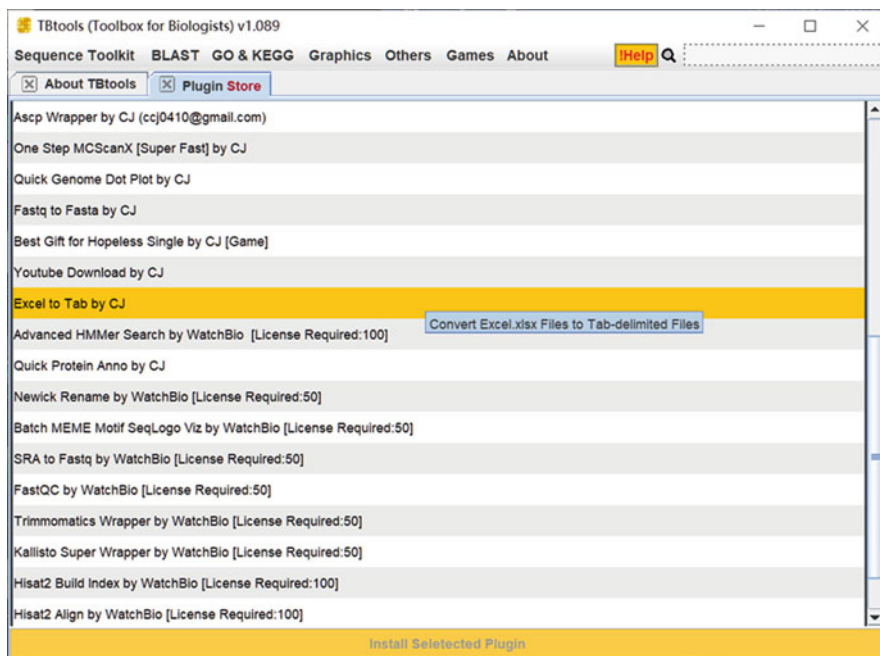 TBtools (Toolbox for Biologists) v1.089
Sequence Toolkit BLAST GO & KEGG Graphics Others Games About !Help
About TBtools Plugin Store
Ascp Wrapper by CJ (ccj0410@gmail.com)
One Step MCScanX [Super Fast] by CJ
Quick Genome Dot Plot by CJ
Fastq to Fasta by CJ
Best Gift for Hopeless Single by CJ [Game]
Youtube Download by CJ
Excel to Tab by CJ
Convert Excel.xlsx Files to Tab-delimited Files
Advanced HMMer Search by WatchBio [License Required:100]
Quick Protein Anno by CJ
Newick Rename by WatchBio [License Required:50]
Batch MEME Motif SeqLogo Viz by WatchBio [License Required:50]
SRA to Fastq by WatchBio [License Required:50]
FastQC by WatchBio [License Required:50]
Trimmomatics Wrapper by WatchBio [License Required:50]
Kallisto Super Wrapper by WatchBio [License Required:50]
Hisat2 Build Index by WatchBio [License Required:100]
Hisat2 Align by WatchBio [License Required:100]
Install Seletected Plugin